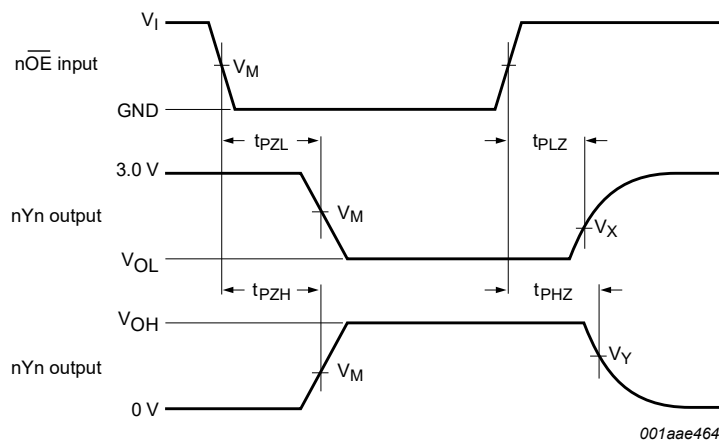 V_I
nO̅E̅ input
V_M
GND
t_PZL
t_PLZ
3.0 V
nYn output
V_M
V_X
V_OL
t_PZH
t_PHZ
V_OH
nYn output
V_M
V_Y
0 V
001aae464